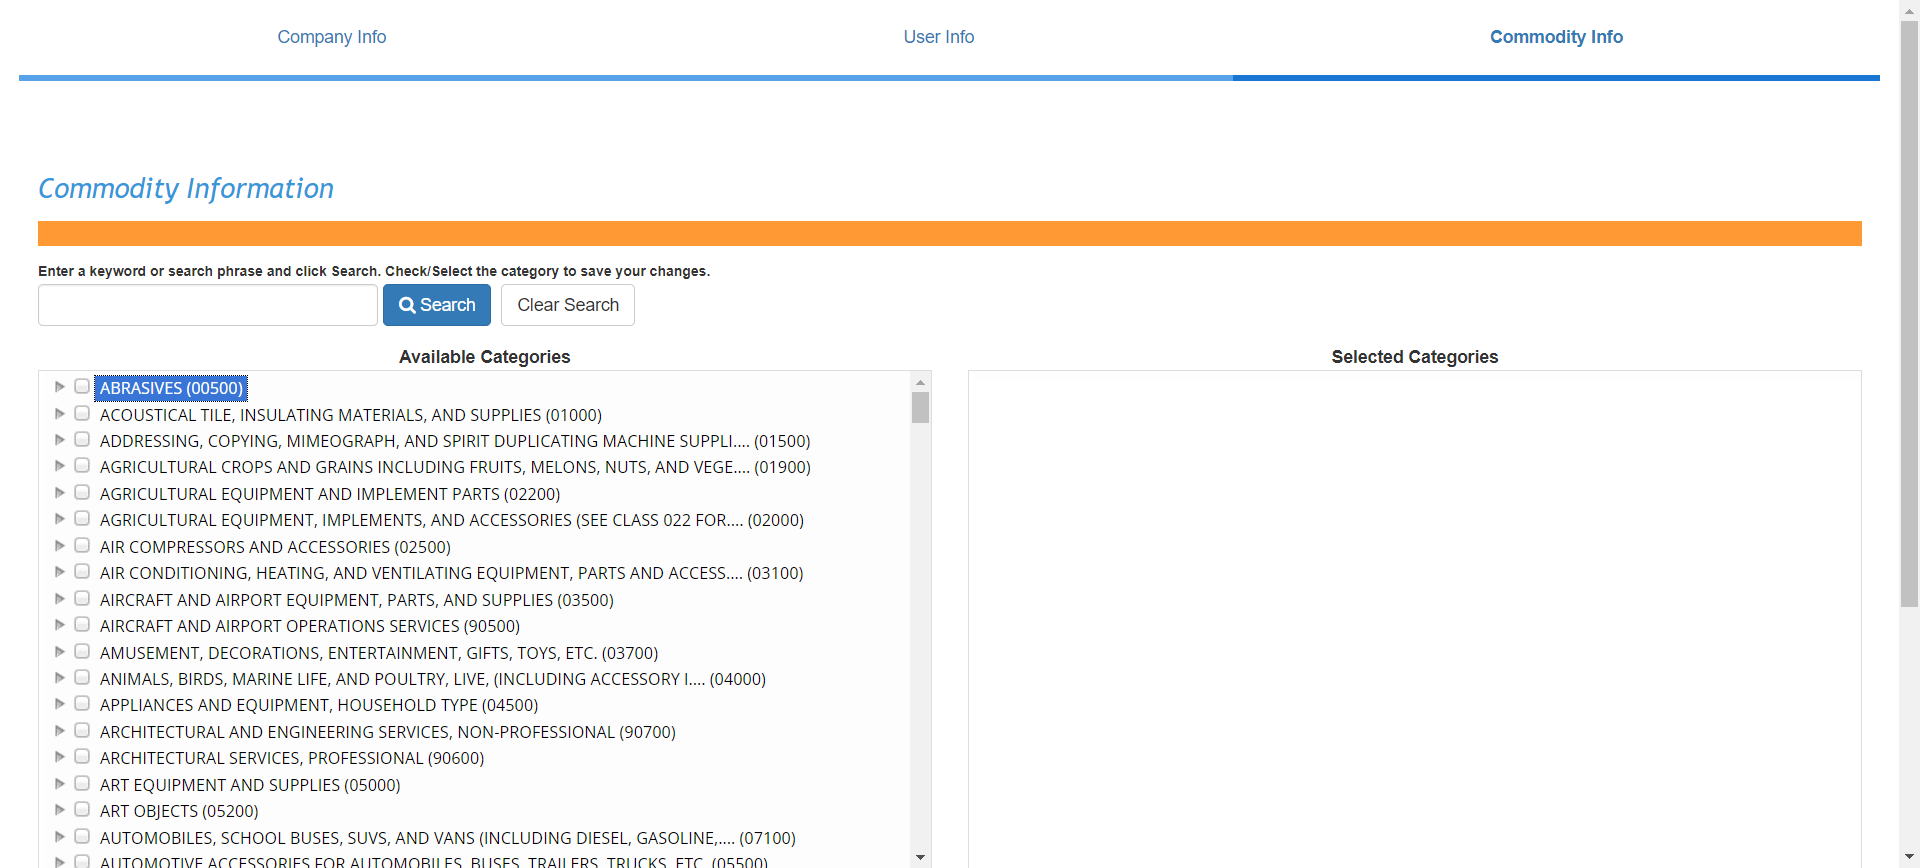 Company Info
User Info
Commodity Info
Commodity Information
Enter a keyword or search phrase and click Search. Check/Select the category to save your changes.
Search
Clear Search
Available Categories
Selected Categories
ABRASIVES (00500)
ACOUSTICAL TILE, INSULATING MATERIALS, AND SUPPLIES (01000)
ADDRESSING, COPYING, MIMEOGRAPH, AND SPIRIT DUPLICATING MACHINE SUPPLI.... (01500)
AGRICULTURAL CROPS AND GRAINS INCLUDING FRUITS, MELONS, NUTS, AND VEGE.... (01900)
AGRICULTURAL EQUIPMENT AND IMPLEMENT PARTS (02200)
AGRICULTURAL EQUIPMENT, IMPLEMENTS, AND ACCESSORIES (SEE CLASS 022 FOR.... (02000)
AIR COMPRESSORS AND ACCESSORIES (02500)
AIR CONDITIONING, HEATING, AND VENTILATING EQUIPMENT, PARTS AND ACCESS.... (03100)
AIRCRAFT AND AIRPORT EQUIPMENT, PARTS, AND SUPPLIES (03500)
AIRCRAFT AND AIRPORT OPERATIONS SERVICES (90500)
AMUSEMENT, DECORATIONS, ENTERTAINMENT, GIFTS, TOYS, ETC. (03700)
ANIMALS, BIRDS, MARINE LIFE, AND POULTRY, LIVE, (INCLUDING ACCESSORY I.... (04000)
APPLIANCES AND EQUIPMENT, HOUSEHOLD TYPE (04500)
ARCHITECTURAL AND ENGINEERING SERVICES, NON-PROFESSIONAL (90700)
ARCHITECTURAL SERVICES, PROFESSIONAL (90600)
ART EQUIPMENT AND SUPPLIES (05000)
ART OBJECTS (05200)
AUTOMOBILES, SCHOOL BUSES, SUVS, AND VANS (INCLUDING DIESEL, GASOLINE,.... (07100)
AUTOMOTIVE ACCESSORIES FOR AUTOMOBILES, BUSES, TRAILERS, TRUCKS, ETC. (05500)